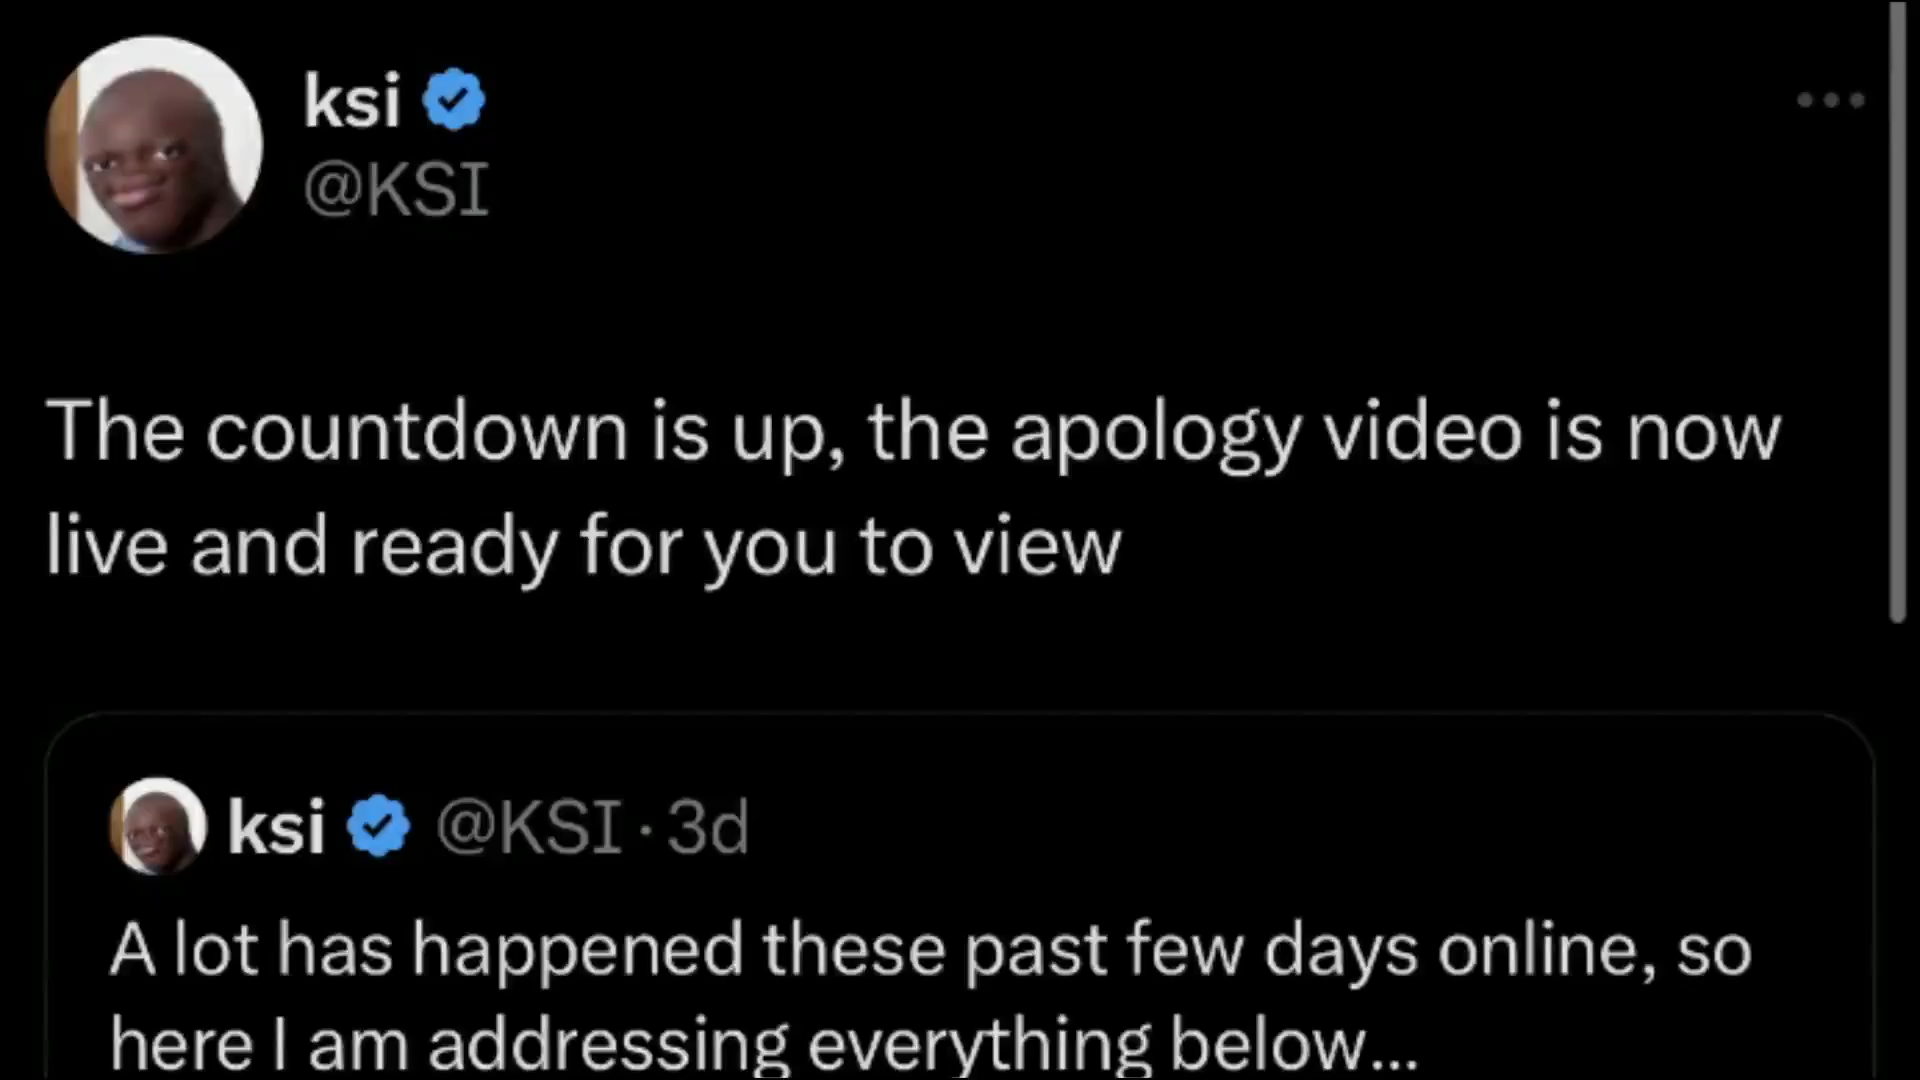 ksi
@KSI
The countdown is up, the apology video is now
live and ready for you to view
ksi @KSI · 3d
A lot has happened these past few days online, so
here I am addressing everything below...